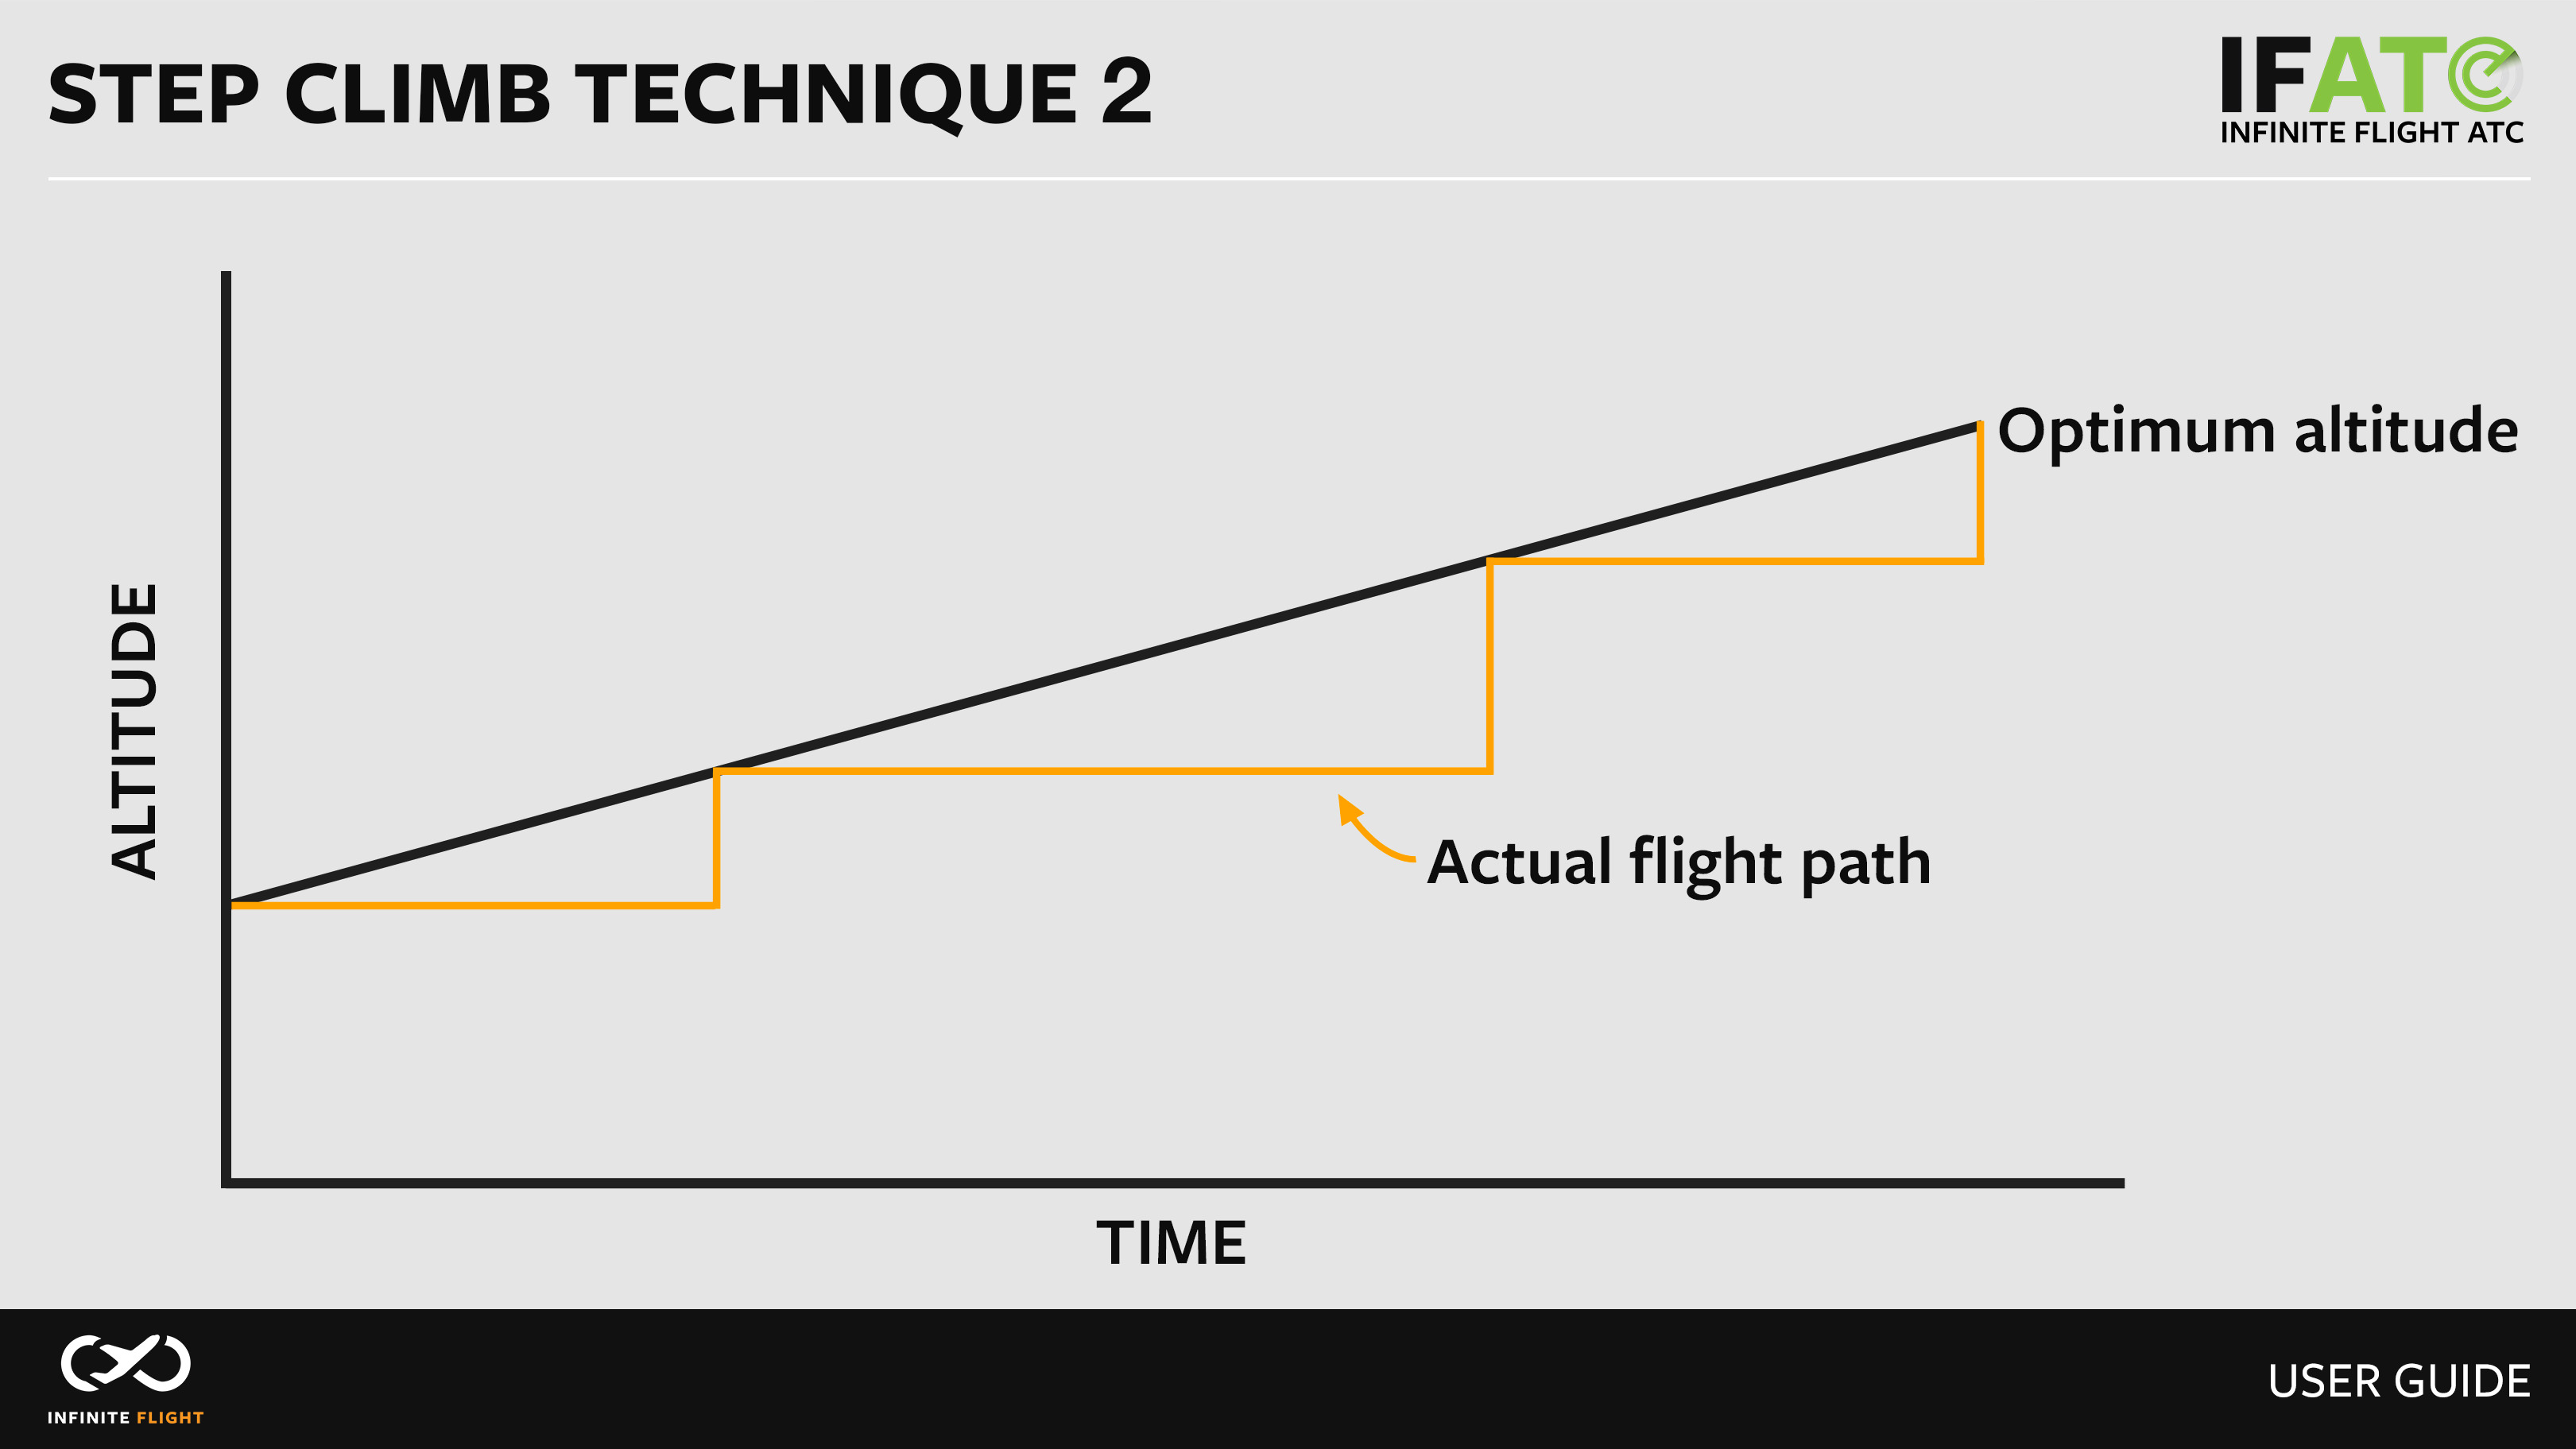 STEP CLIMB TECHNIQUE 2
IFATC
INFINITE FLIGHT ATC
Optimum altitude
ALTITUDE
Actual flight path
TIME
INFINITE FLIGHT
USER GUIDE